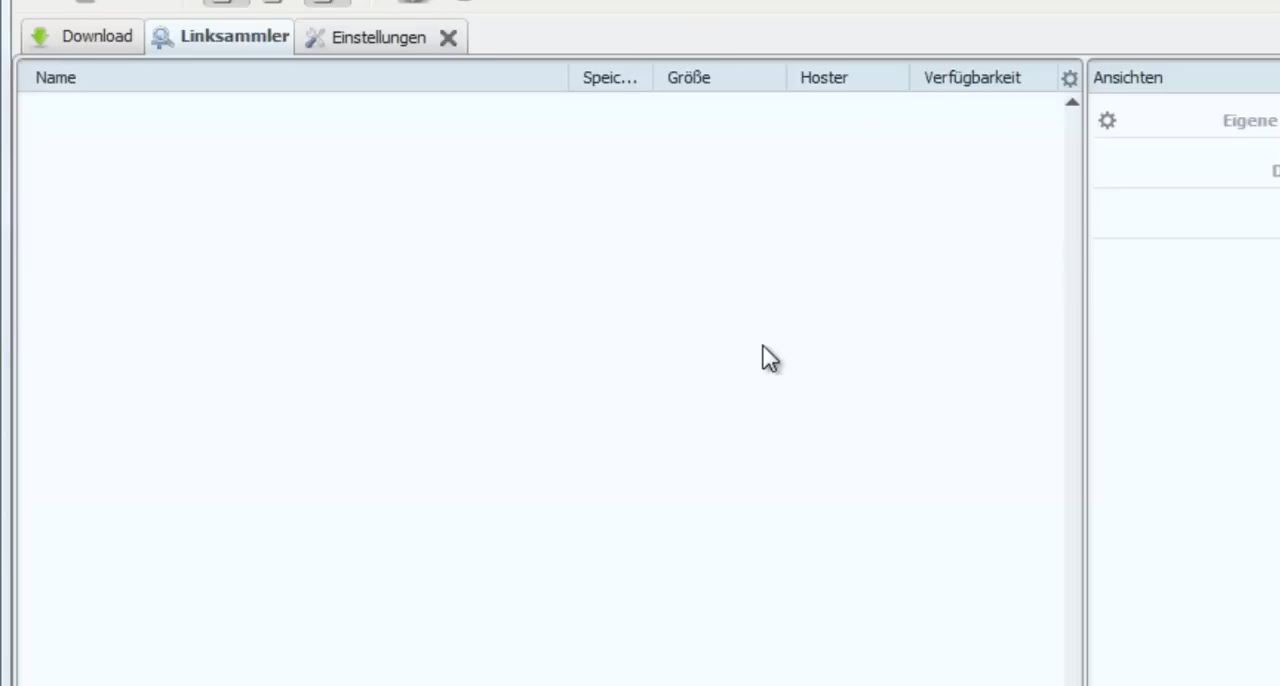 Download Linksammler Einstellungen
Name Speic... Größe Hoster Verfügbarkeit Ansichten
Eigene